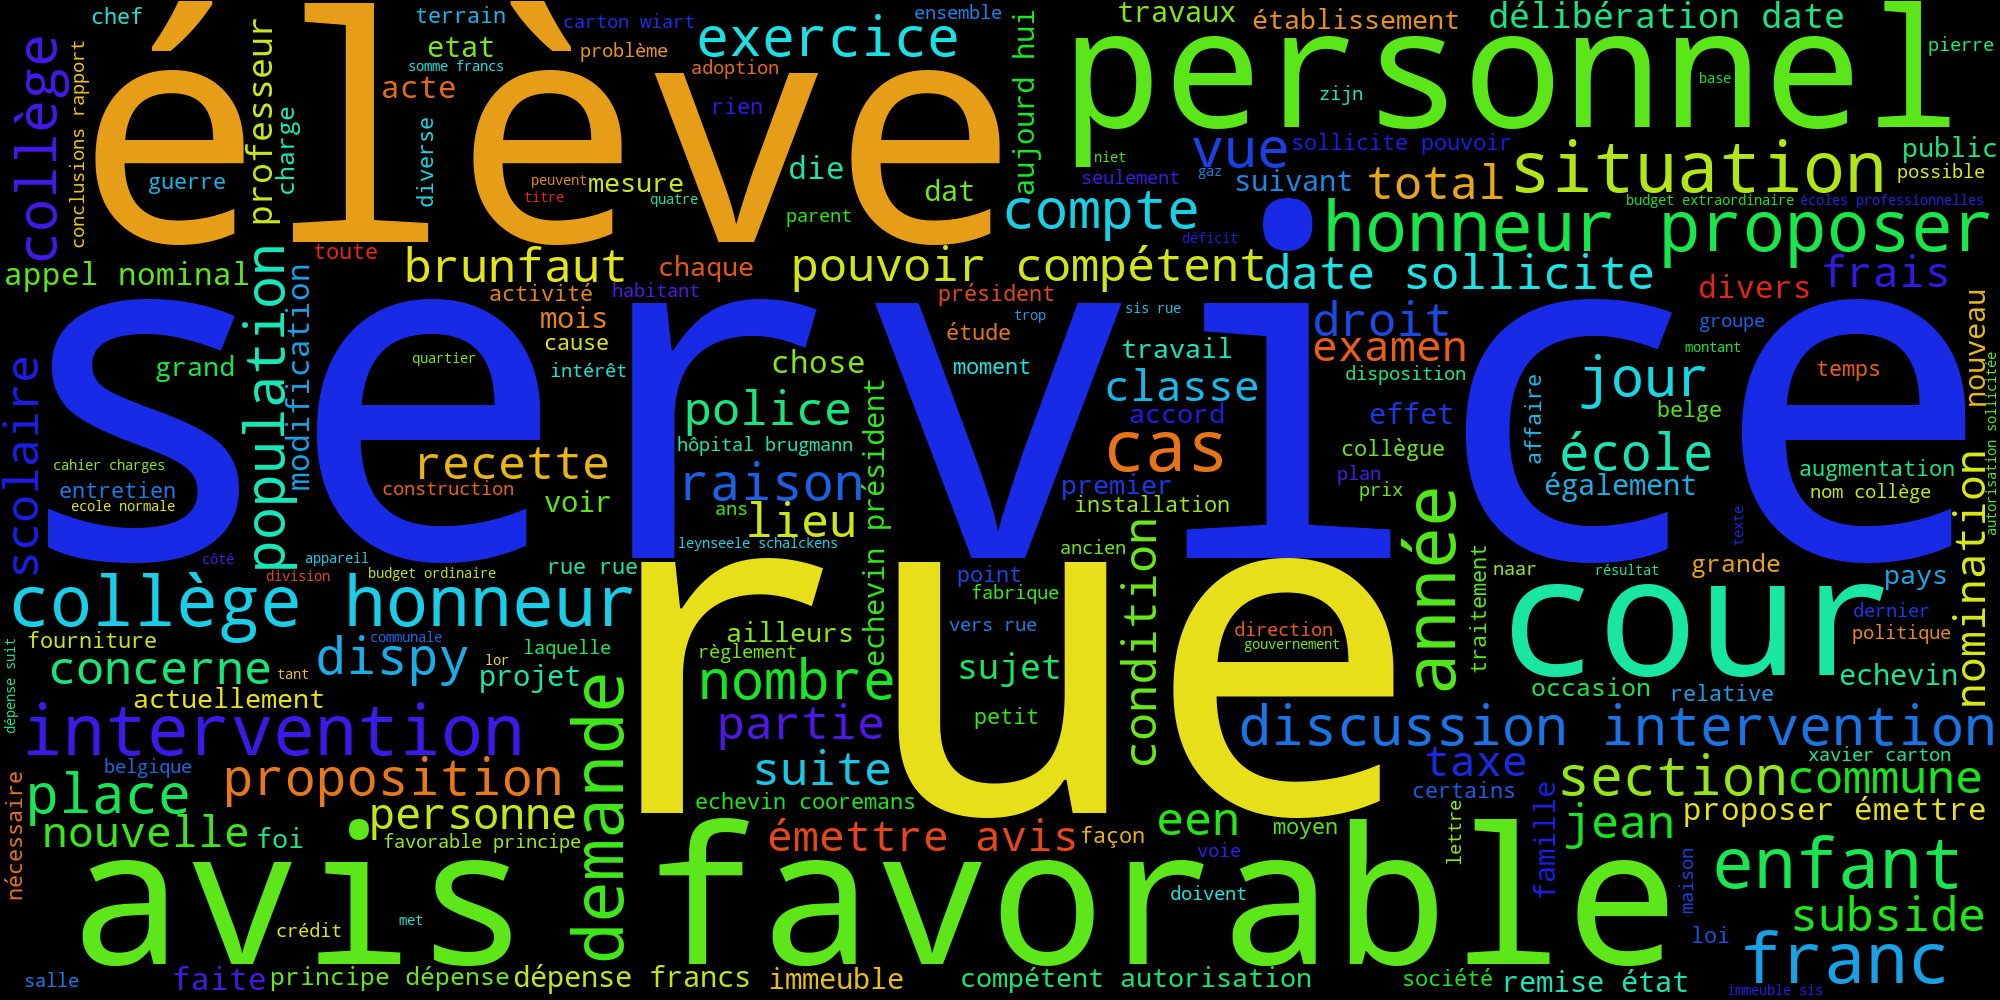 élève
personnel
service
rue
avis favorable
cour
chef
terrain
carton wiart
ensemble
travaux
établissement
délibération date
collège
etat
problème
exercice
pierre
conclusions rapport
professeur
somme francs
adoption
acte
rien
aujourd hui
zijn
base
charge
diverse
vue
sollicite pouvoir
public
niet
gaz
situation
guerre
peuvent
mesure
die
seulement
suivant
total
possible
titre
quatre
dat
compte
parent
budget extraordinaire
écoles professionnelles
honneur proposer
déficit
toute
brunfaut
chaque
pouvoir compétent
date sollicite
frais
appel nominal
population
modification
activité
habitant
président
divers
mois
étude
trop
sis rue
droit
groupe
nouveau
cause
examen
montant
grand
quartier
intérêt
chose
moment
travail
disposition
temps
autorisation sollicitée
scolaire
classe
jour
affaire
police
accord
effet
belge
echevin président
hôpital brugmann
cas
collègue
école
cahier charges
recette
raison
plan
augmentation
entretien
construction
voir
premier
prix
également
nom collège
ecole normale
ans
lieu
installation
condition
année
texte
nomination
leynseele schalckens
ancien
côté
appareil
division
budget ordinaire
rue rue
point
traitement
naar
résultat
grande
pays
collège honneur
fabrique
dernier
fourniture
communale
ailleurs
vers rue
direction
politique
dépense suit
dispy
lor
laquelle
règlement
gouvernement
concerne
tant
projet
nombre
sujet
echevin
actuellement
demande
occasion
relative
intervention
partie
petit
discussion intervention
belgique
xavier carton
nécessaire
proposition
suite
taxe
section
commune
place
certains
personne
echevin cooremans
famille
proposer émettre
nouvelle
foi
favorable principe
émettre avis
façon
een
moyen
lettre
jean
voie
maison
enfant
doivent
met
crédit
subside
loi
franc
salle
faite
principe dépense
dépense francs
immeuble
compétent autorisation
société
remise état
immeuble sis